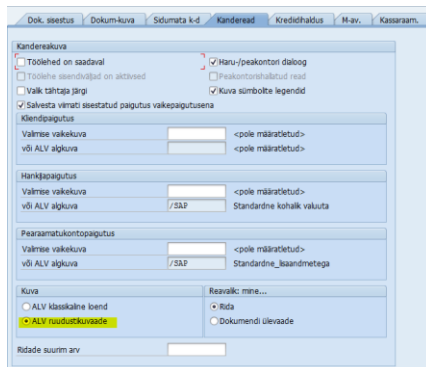 Dok. sisestus Dokum-kuva Sidumata k-d Kanderead Kredidihaldus M-av. Kassaraam.
Kandereakuva
Töölehed on saadaval Haru-/peakontori dialoog
Töölehe sisendväljad on aktiivsed Peakontorishallatud read
Valik tähtaja järgi Kuva sümbolite legendid
Salvesta viimati sisestatud paigutus vaikepaigutusena
Kliendipaigutus
Valmise vaikekuva <pole määratletud>
või ALV algkuva <pole määratletud>
Hankijapaigutus
Valmise vaikekuva <pole määratletud>
või ALV algkuva /SAP Standardne kohalik valuuta
Pearaamatukontopaigutus
Valmise vaikekuva <pole määratletud>
või ALV algkuva /SAP Standardne_lisaandmetega
Kuva Reavalik: mine...
ALV klassikaline loend Rida
ALV ruudustikuvaade Dokumendi ülevaade
Ridade suurim arv